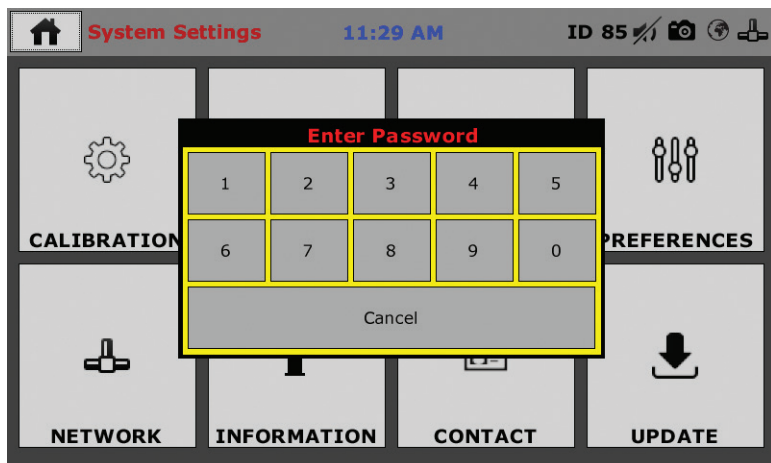 System Settings 11:29 AM ID 85
Enter Password
1 2 3 4 5
CALIBRATION PREFERENCES
6 7 8 9 0
Cancel
NETWORK INFORMATION CONTACT UPDATE